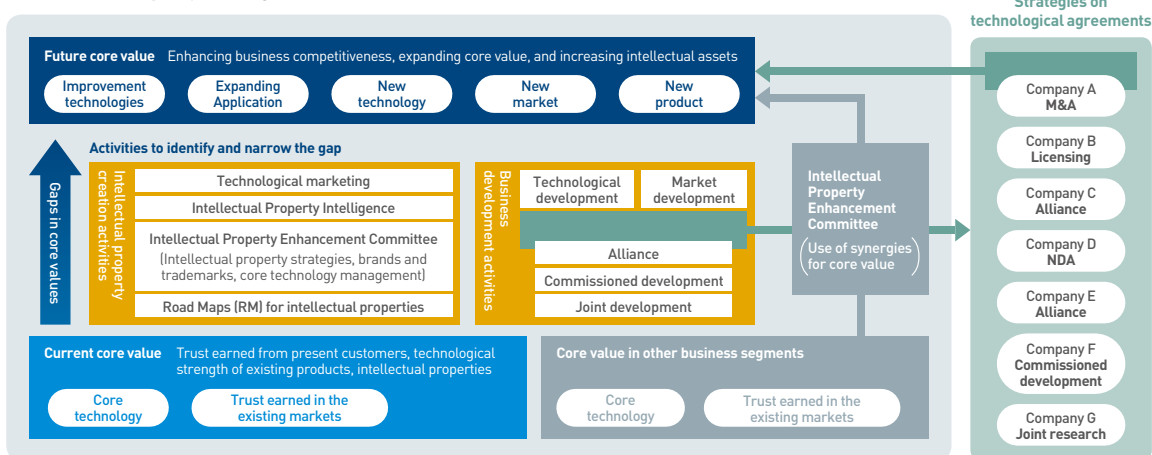 Strategies on
technological agreements
Future core value Enhancing business competitiveness, expanding core value, and increasing intellectual assets
Improvement
technologies
Expanding
Application
New
technology
New
market
New
product
Activities to identify and narrow the gap
Gaps in core values
Intellectual property
creation activities
Technological marketing
Intellectual Property Intelligence
Intellectual Property Enhancement Committee
(Intellectual property strategies, brands and
trademarks, core technology management)
Road Maps (RM) for intellectual properties
Business
development activities
Technological
development
Market
development
Alliance
Commissioned development
Joint development
Intellectual
Property
Enhancement
Committee
(Use of synergies
for core value)
Current core value Trust earned from present customers, technological
strength of existing products, intellectual properties
Core
technology
Trust earned in the
existing markets
Core value in other business segments
Core
technology
Trust earned in the
existing markets
Company A
M&A
Company B
Licensing
Company C
Alliance
Company D
NDA
Company E
Alliance
Company F
Commissioned
development
Company G
Joint research